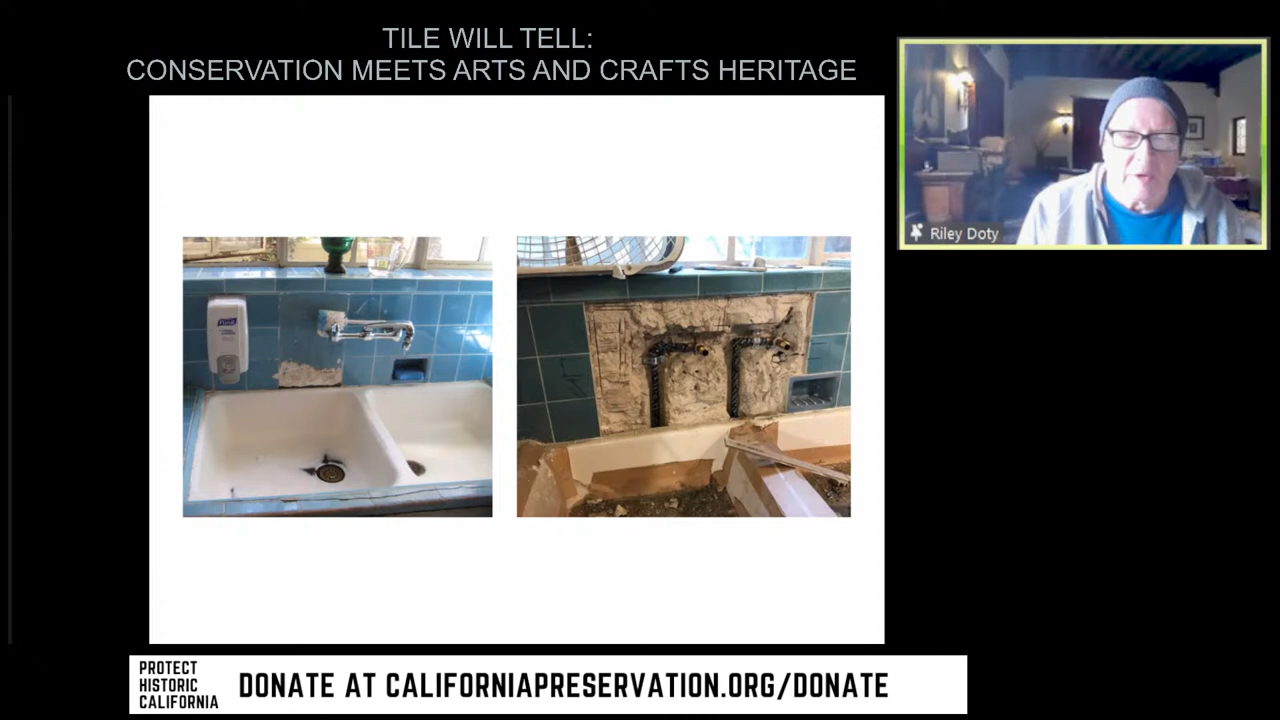 TILE WILL TELL:
CONSERVATION MEETS ARTS AND CRAFTS HERITAGE
Riley Doty
PROTECT
HISTORIC
CALIFORNIA
DONATE AT CALIFORNIAPRESERVATION.ORG/DONATE